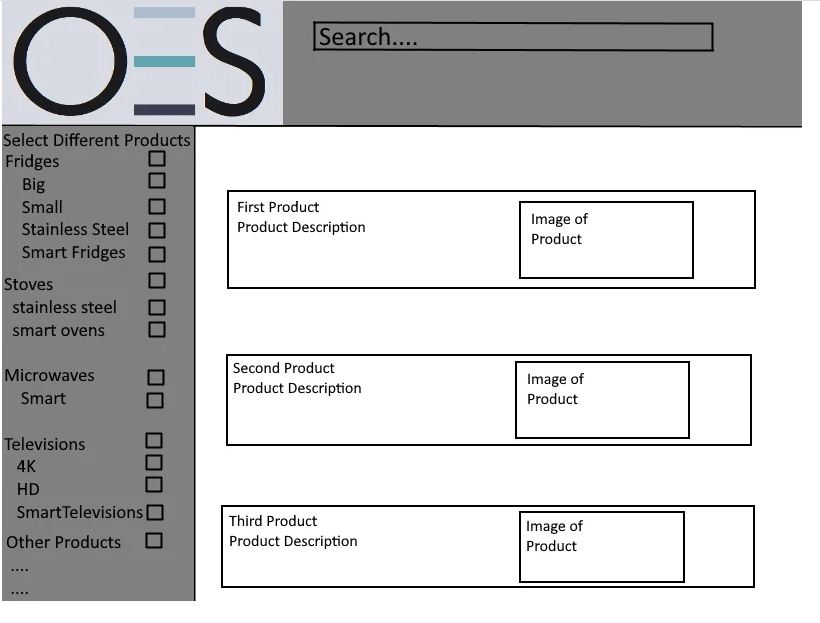 OES
Search....
Select Different Products
Fridges
Big
Small
Stainless Steel
Smart Fridges
Stoves
stainless steel
smart ovens
Microwaves
Smart
Televisions
4K
HD
SmartTelevisions
Other Products
....
....
First Product
Product Description
Image of
Product
Second Product
Product Description
Image of
Product
Third Product
Product Description
Image of
Product